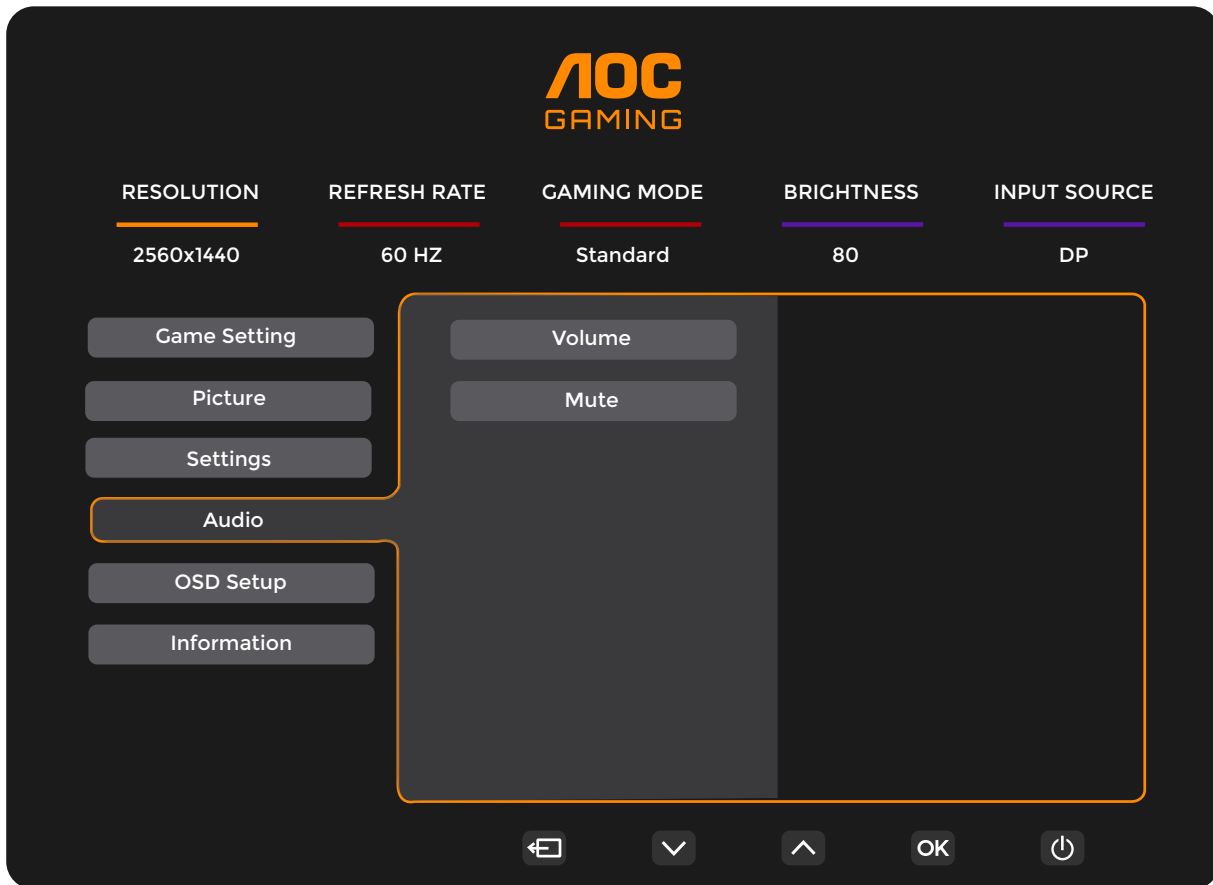 AOC
GAMING
RESOLUTION REFRESH RATE GAMING MODE BRIGHTNESS INPUT SOURCE
2560x1440 60 HZ Standard 80 DP
Game Setting
Volume
Picture
Mute
Settings
Audio
OSD Setup
Information
OK